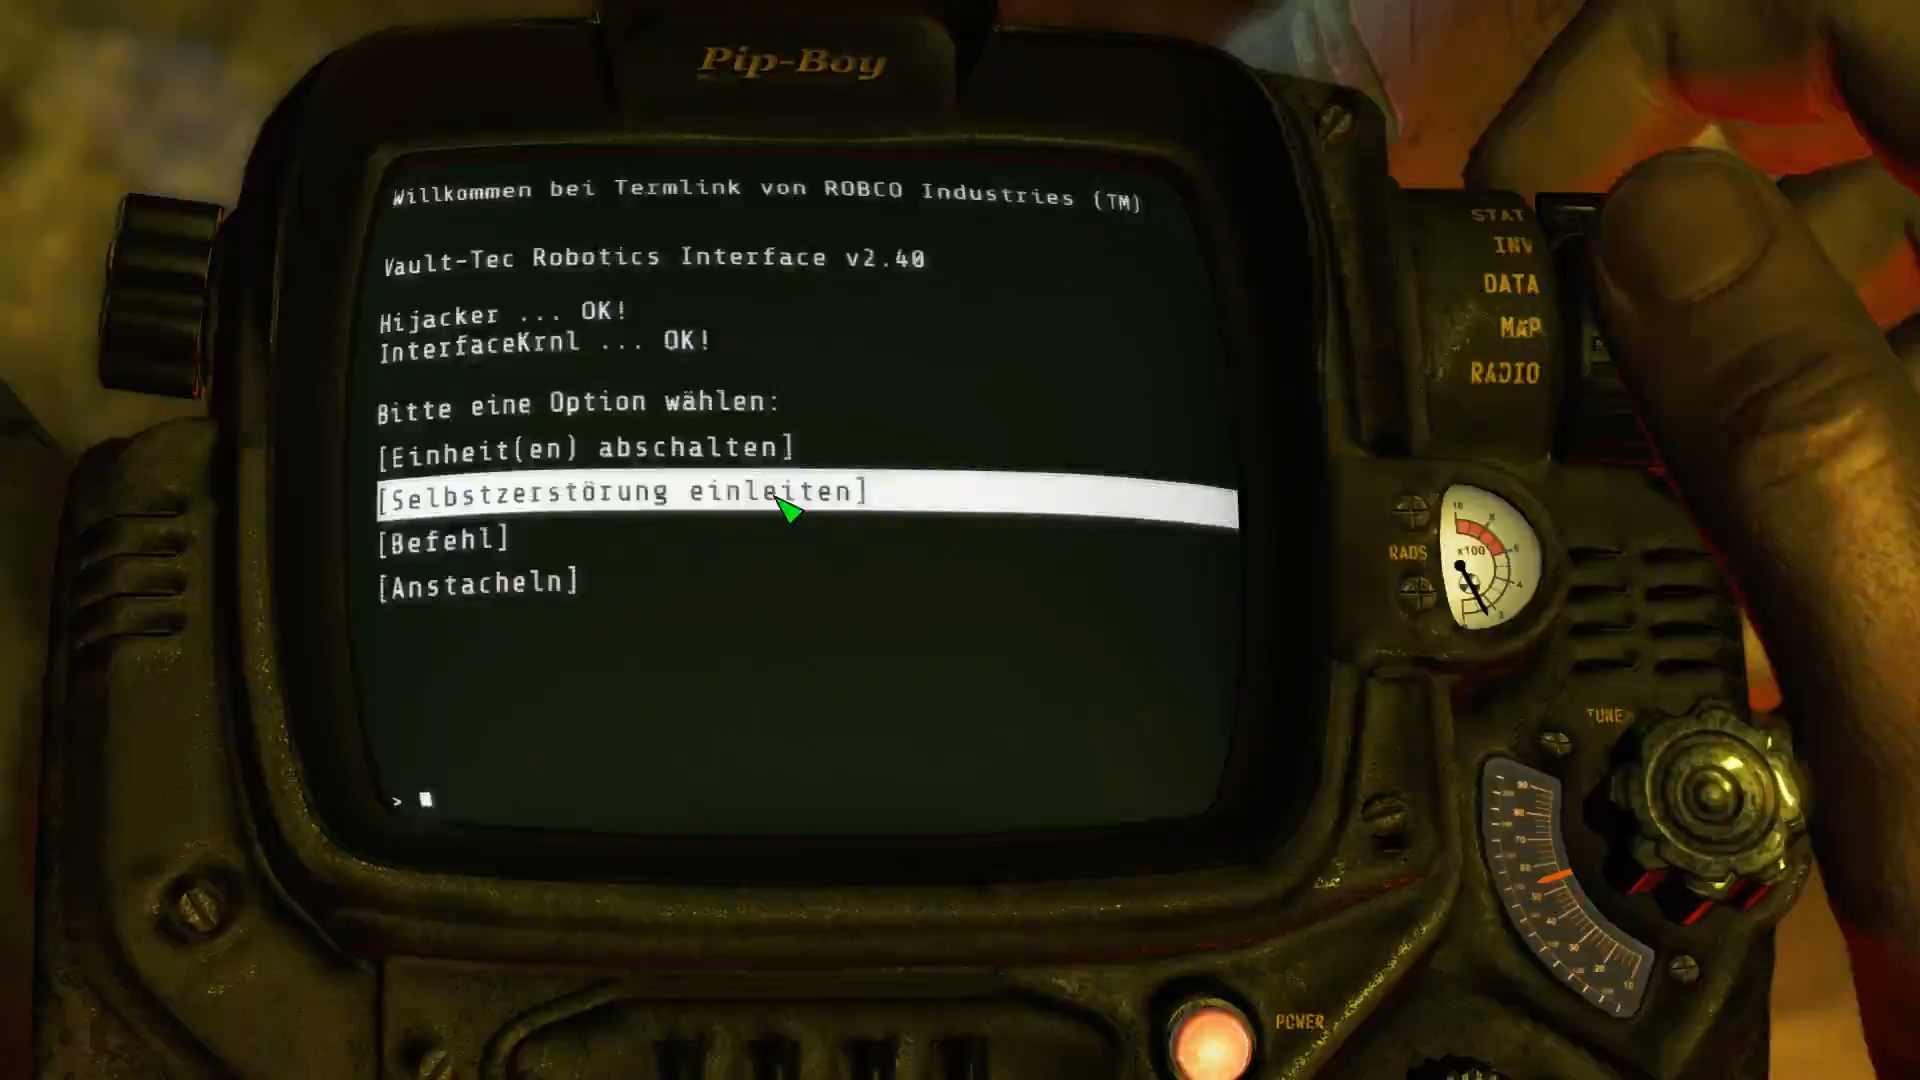 Pip-Boy
Willkommen bei Termlink von ROBCO Industries (TM)
Vault-Tec Robotics Interface v2.40
Hijacker ... OK!
InterfaceKrnl ... OK!
Bitte eine Option wählen:
[Einheit(en) abschalten]
[Selbstzerstörung einleiten]
[Befehl]
[Anstacheln]
>
STAT
INV
DATA
MAP
RADIO
RADS
x100
TUNE
POWER